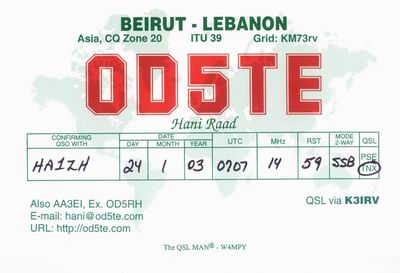 BEIRUT - LEBANON
Asia, CQ Zone 20 ITU 39 Grid: KM73rv
OD5TE
Hani Raad
CONFIRMING QSO WITH DATE DAY MONTH YEAR UTC MHz RST MODE 2-WAY QSL
HA1ZH 24 1 03 0707 14 59 SSB PSE TNX
Also AA3EI, Ex. OD5RH QSL via K3IRV
E-mail: hani@od5te.com
URL: http://od5te.com
The QSL MAN® - W4MPY